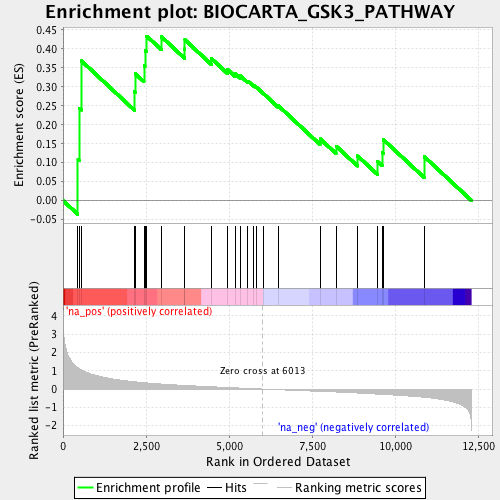 Enrichment plot: BIOCARTA_GSK3_PATHWAY
Enrichment score (ES)
0.45
0.40
0.35
0.30
0.25
0.20
0.15
0.10
0.05
0.00
-0.05
'na_pos' (positively correlated)
Ranked list metric (PreRanked)
4
3
2
1
0
-1
-2
Zero cross at 6013
'na_neg' (negatively correlated)
0 2,500 5,000 7,500 10,000 12,500
Rank in Ordered Dataset
Enrichment profile Hits Ranking metric scores